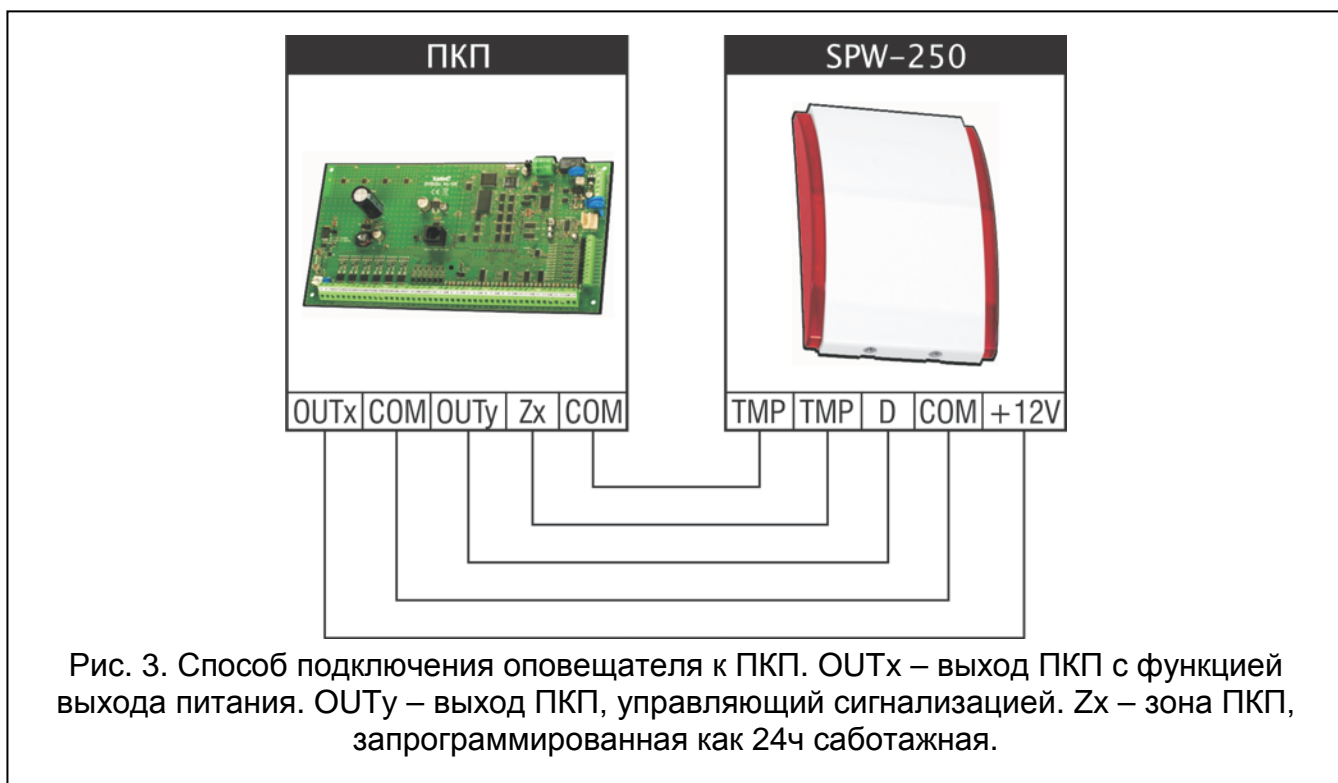 ПКП
SPW-250
OUTx COM OUTy Zx COM
TMP TMP D COM +12V
Рис. 3. Способ подключения оповещателя к ПКП. OUTx – выход ПКП с функцией
выхода питания. OUTy – выход ПКП, управляющий сигнализацией. Zx – зона ПКП,
запрограммированная как 24ч саботажная.